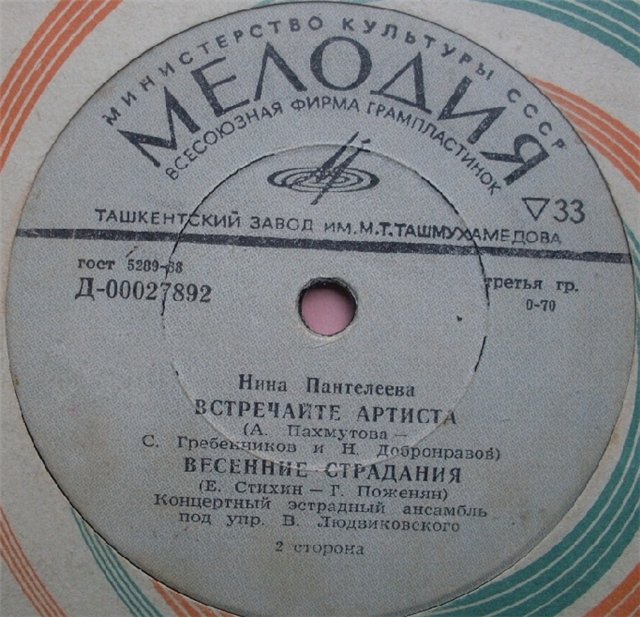 МИНИСТЕРСТВО КУЛЬТУРЫ СССР
МЕЛОДИЯ
ВСЕСОЮЗНАЯ ФИРМА ГРАМПЛАСТИНОК
▽33
ТАШКЕНТСКИЙ ЗАВОД ИМ. М.Т. ТАШМУХАМЕДОВА
гост 5289-68
Д-00027892
третья гр.
0-70
Нина Пантелеева
ВСТРЕЧАЙТЕ АРТИСТА
(А. Пахмутова —
С. Гребенников и Н. Добронравов)
ВЕСЕННИЕ СТРАДАНИЯ
(Е. Стихин — Г. Поженян)
Концертный эстрадный ансамбль
под упр. В. Людвиковского
2 сторона